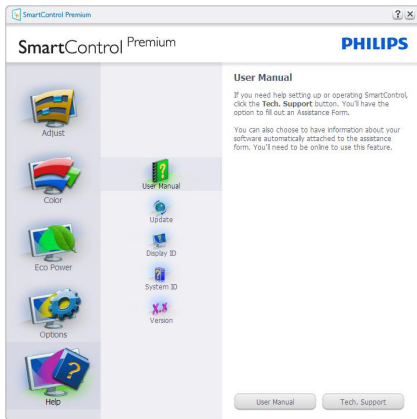 SmartControl Premium
? X
SmartControl Premium
PHILIPS
Adjust
Color
Eco Power
Options
Help
User Manual
Update
Display ID
System ID
X.X
Version
User Manual
If you need help setting up or operating SmartControl,
click the Tech. Support button. You'll have the
option to fill out an Assistance Form.
You can also choose to have information about your
software automatically attached to the assistance
form. You'll need to be online to use this feature.
User Manual
Tech. Support